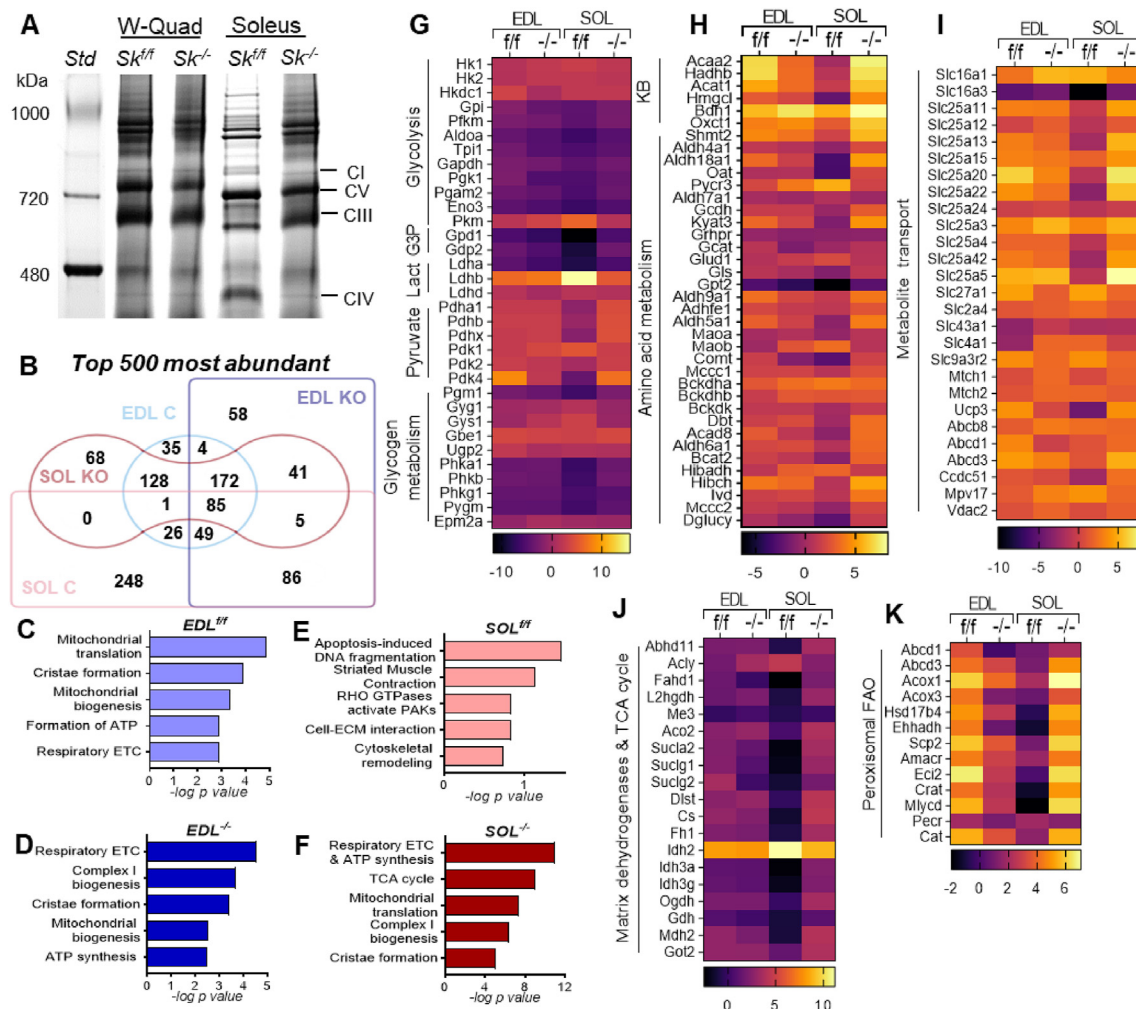 A
W-Quad
Soleus
Std
Sk^f/f
Sk^-/-
Sk^f/f
Sk^-/-
kDa
1000
720
480
CI
CV
CIII
CIV
B
Top 500 most abundant
EDL C
EDL KO
SOL KO
SOL C
58
35
4
68
128
172
41
1
85
0
5
26
49
248
86
C
EDL^f/f
Mitochondrial
translation
Cristae formation
Mitochondrial
biogenesis
Formation of ATP
Respiratory ETC
0 1 2 3 4 5
-log p value
D
EDL^-/-
Respiratory ETC
Complex I
biogenesis
Cristae formation
Mitochondrial
biogenesis
ATP synthesis
0 1 2 3 4 5
-log p value
E
SOL^f/f
Apoptosis-induced
DNA fragmentation
Striated Muscle
Contraction
RHO GTPases
activate PAKs
Cell-ECM interaction
Cytoskeletal
remodeling
0 1
-log p value
F
SOL^-/-
Respiratory ETC
& ATP synthesis
TCA cycle
Mitochondrial
translation
Complex I
biogenesis
Cristae formation
0 3 6 9 12
-log p value
G
EDL SOL
f/f -/- f/f -/-
Glycolysis
Hk1
Hk2
Hkdc1
Gpi
Pfkm
Aldoa
Tpi1
Gapdh
Pgk1
Pgam2
Eno3
Pkm
G3P
Gpd1
Gdp2
Lact
Ldha
Ldhb
Ldhd
Pyruvate
Pdha1
Pdhb
Pdhx
Pdk1
Pdk2
Pdk4
Glycogen
metabolism
Pgm1
Gyg1
Gys1
Gbe1
Ugp2
Phka1
Phkb
Phkg1
Pygm
Epm2a
-10 0 10
H
EDL SOL
f/f -/- f/f -/-
KB
Acaa2
Hadhb
Acat1
Hmgcl
Bdh1
Oxct1
Amino acid metabolism
Shmt2
Aldh4a1
Aldh18a1
Oat
Pycr3
Aldh7a1
Gcdh
Kyat3
Grhpr
Gcat
Glud1
Gls
Gpt2
Aldh9a1
Adhfe1
Aldh5a1
Maoa
Maob
Comt
Mccc1
Bckdha
Bckdhb
Bckdk
Dbt
Acad8
Aldh6a1
Bcat2
Hibadh
Hibch
Ivd
Mccc2
Dglucy
-5 0 5
I
EDL SOL
f/f -/- f/f -/-
Metabolite transport
Slc16a1
Slc16a3
Slc25a11
Slc25a12
Slc25a13
Slc25a15
Slc25a20
Slc25a22
Slc25a24
Slc25a3
Slc25a4
Slc25a42
Slc25a5
Slc27a1
Slc2a4
Slc43a1
Slc4a1
Slc9a3r2
Mtch1
Mtch2
Ucp3
Abcb8
Abcd1
Abcd3
Ccdc51
Mpv17
Vdac2
-10 -5 0 5
J
EDL SOL
f/f -/- f/f -/-
Matrix dehydrogenases & TCA cycle
Abhd11
Acly
Fahd1
L2hgdh
Me3
Aco2
Sucla2
Suclg1
Suclg2
Dlst
Cs
Fh1
Idh2
Idh3a
Idh3g
Ogdh
Gdh
Mdh2
Got2
0 5 10
K
EDL SOL
f/f -/- f/f -/-
Peroxisomal FAO
Abcd1
Abcd3
Acox1
Acox3
Hsd17b4
Ehhadh
Scp2
Amacr
Eci2
Crat
Mlycd
Pecr
Cat
-2 0 2 4 6